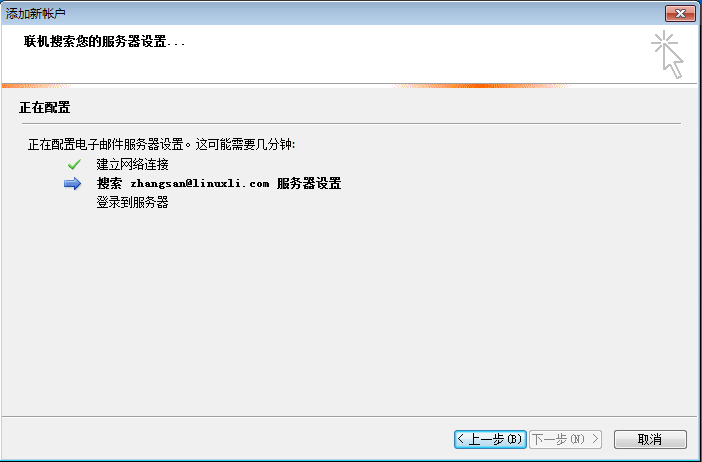 添加新帐户
联机搜索您的服务器设置...
正在配置
正在配置电子邮件服务器设置。这可能需要几分钟:
建立网络连接
搜索 zhangsan@linuxli.com 服务器设置
登录到服务器
< 上一步(B) 下一步(N) > 取消